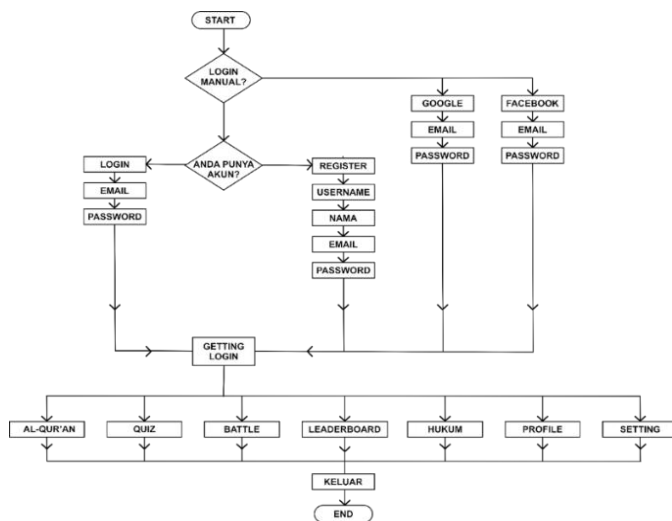 START
LOGIN
MANUAL?
GOOGLE
FACEBOOK
EMAIL
EMAIL
PASSWORD
PASSWORD
LOGIN
ANDA PUNYA
AKUN?
REGISTER
EMAIL
USERNAME
PASSWORD
NAMA
EMAIL
PASSWORD
GETTING
LOGIN
AL-QUR'AN
QUIZ
BATTLE
LEADERBOARD
HUKUM
PROFILE
SETTING
KELUAR
END